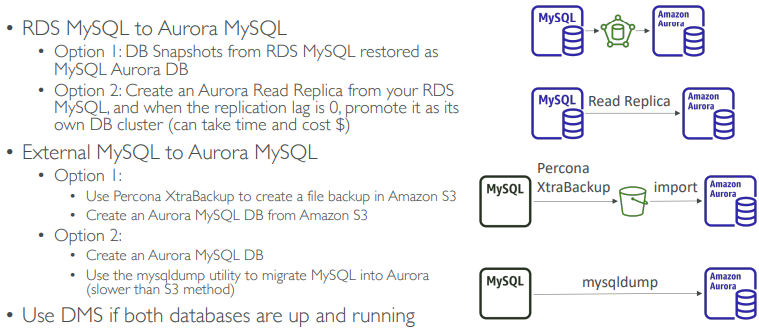 • RDS MySQL to Aurora MySQL
• Option 1: DB Snapshots from RDS MySQL restored as
MySQL Aurora DB
• Option 2: Create an Aurora Read Replica from your RDS
MySQL, and when the replication lag is 0, promote it as its
own DB cluster (can take time and cost $)
• External MySQL to Aurora MySQL
• Option 1:
• Use Percona XtraBackup to create a file backup in Amazon S3
• Create an Aurora MySQL DB from Amazon S3
• Option 2:
• Create an Aurora MySQL DB
• Use the mysqldump utility to migrate MySQL into Aurora
(slower than S3 method)
• Use DMS if both databases are up and running
MySQL
Amazon
Aurora
MySQL
Read Replica
Amazon
Aurora
MySQL
Percona
XtraBackup
import
Amazon
Aurora
MySQL
mysqldump
Amazon
Aurora